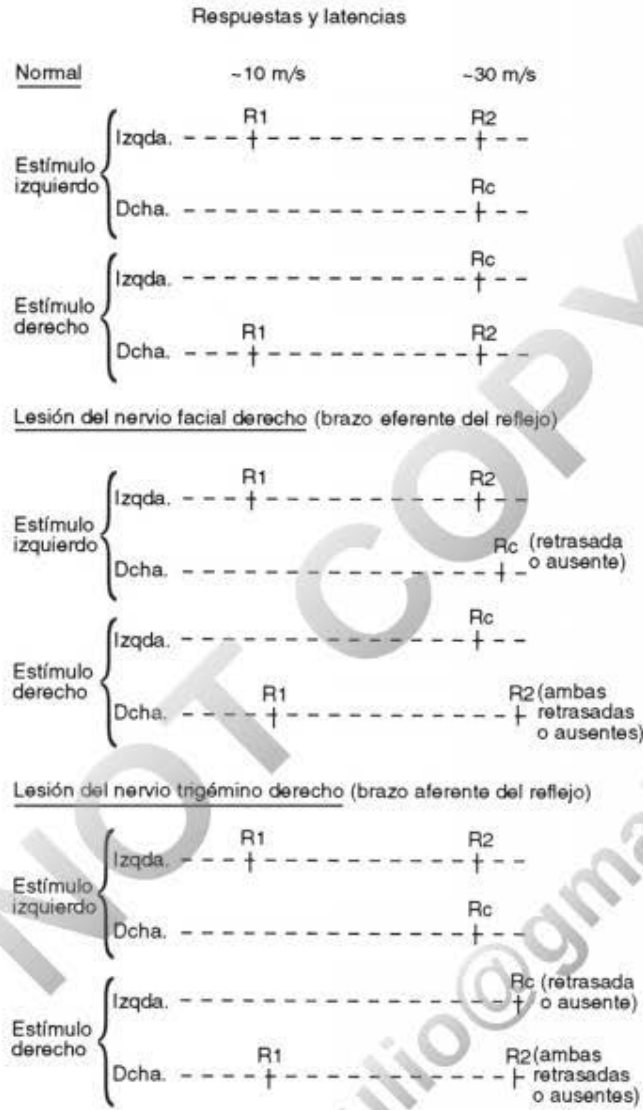 Respuestas y latencias
Normal ~10 m/s ~30 m/s
R1 R2
Izqda.
Estímulo
izquierdo
Rc
Dcha.
Rc
Izqda.
Estímulo
derecho
R1 R2
Dcha.
Lesión del nervio facial derecho (brazo eferente del reflejo)
R1 R2
Izqda.
Estímulo
izquierdo
Rc (retrasada
o ausente)
Dcha.
Rc
Izqda.
Estímulo
derecho
R1 R2 (ambas
retrasadas
o ausentes)
Dcha.
Lesión del nervio trigémino derecho (brazo aferente del reflejo)
R1 R2
Izqda.
Estímulo
izquierdo
Rc
Dcha.
Rc (retrasada
o ausente)
Izqda.
Estímulo
derecho
R1 R2 (ambas
retrasadas
o ausentes)
Dcha.
NOT COPY
ulio@gma